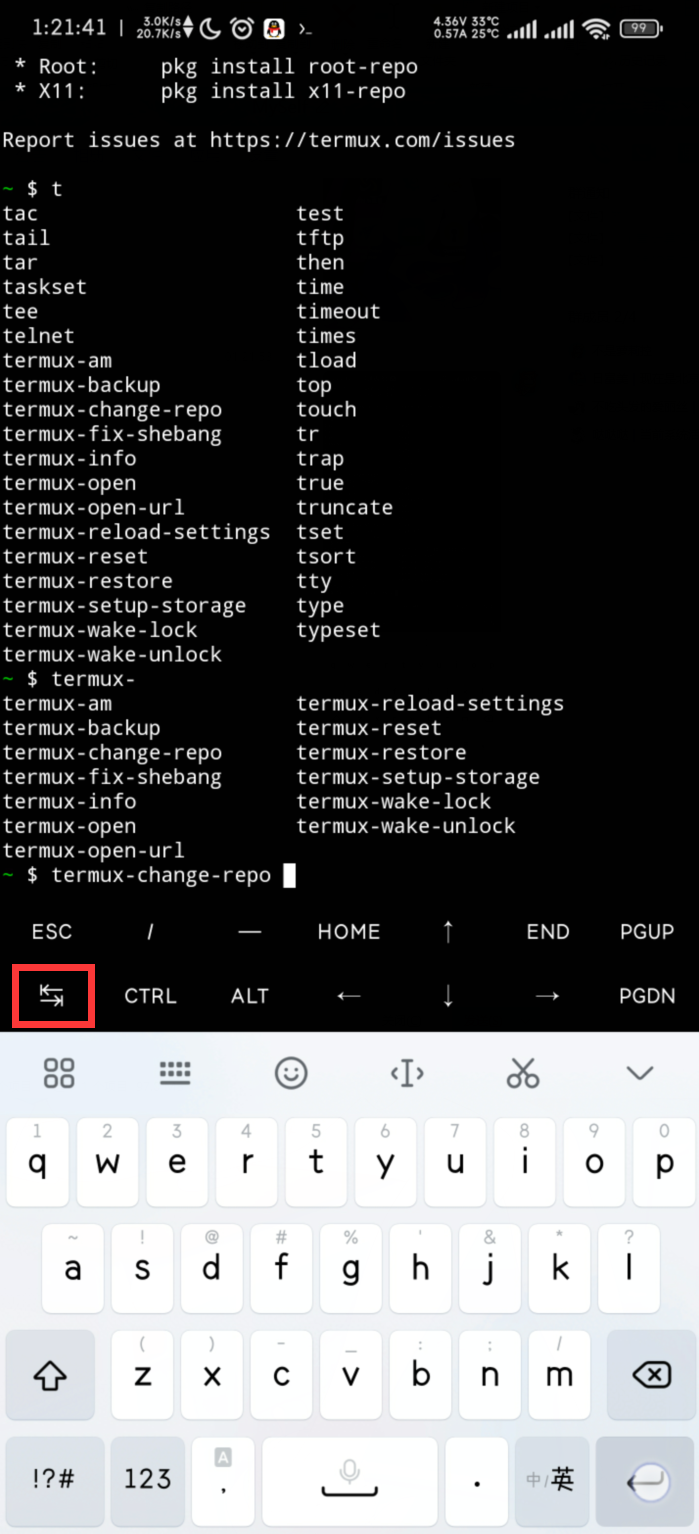 1:21:41 | 3.0K/s 20.7K/s 4.36V 33℃ 0.57A 25℃ 99
* Root: pkg install root-repo
* X11: pkg install x11-repo
Report issues at https://termux.com/issues
~ $ t
tac test
tail tftp
tar then
taskset time
tee timeout
telnet times
termux-am tload
termux-backup top
termux-change-repo touch
termux-fix-shebang tr
termux-info trap
termux-open true
termux-open-url truncate
termux-reload-settings tset
termux-reset tsort
termux-restore tty
termux-setup-storage type
termux-wake-lock typeset
termux-wake-unlock
~ $ termux-
termux-am termux-reload-settings
termux-backup termux-reset
termux-change-repo termux-restore
termux-fix-shebang termux-setup-storage
termux-info termux-wake-lock
termux-open termux-wake-unlock
termux-open-url
~ $ termux-change-repo
ESC / — HOME ↑ END PGUP
↹ CTRL ALT ← ↓ → PGDN
1 2 3 4 5 6 7 8 9 0
q w e r t y u i o p
~ ! @ # % ' & * ?
a s d f g h j k l
( ) - _ : ; /
z x c v b n m
A
!?# 123 , . 中/英